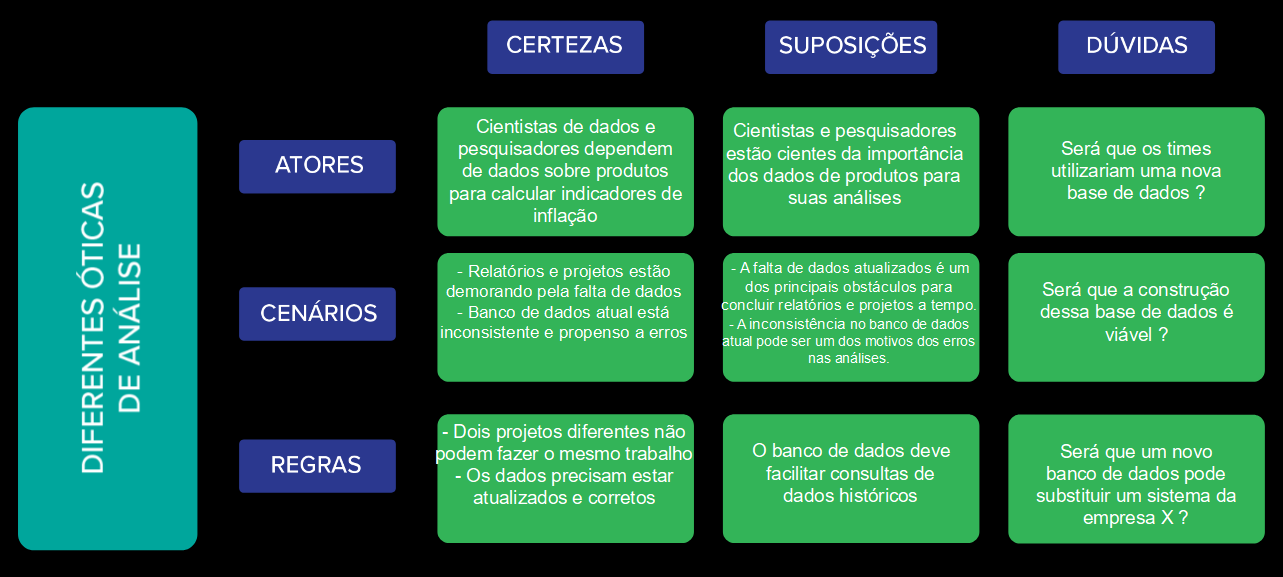 CERTEZAS
SUPOSIÇÕES
DÚVIDAS
DIFERENTES ÓTICAS
DE ANÁLISE
ATORES
Cientistas de dados e
pesquisadores dependem
de dados sobre produtos
para calcular indicadores de
inflação
Cientistas e pesquisadores
estão cientes da importância
dos dados de produtos para
suas análises
Será que os times
utilizariam uma nova
base de dados ?
CENÁRIOS
- Relatórios e projetos estão
demorando pela falta de dados
- Banco de dados atual está
inconsistente e propenso a erros
- A falta de dados atualizados é um
dos principais obstáculos para
concluir relatórios e projetos a tempo.
- A inconsistência no banco de dados
atual pode ser um dos motivos dos erros
nas análises.
Será que a construção
dessa base de dados é
viável ?
REGRAS
- Dois projetos diferentes não
podem fazer o mesmo trabalho
- Os dados precisam estar
atualizados e corretos
O banco de dados deve
facilitar consultas de
dados históricos
Será que um novo
banco de dados pode
substituir um sistema da
empresa X ?